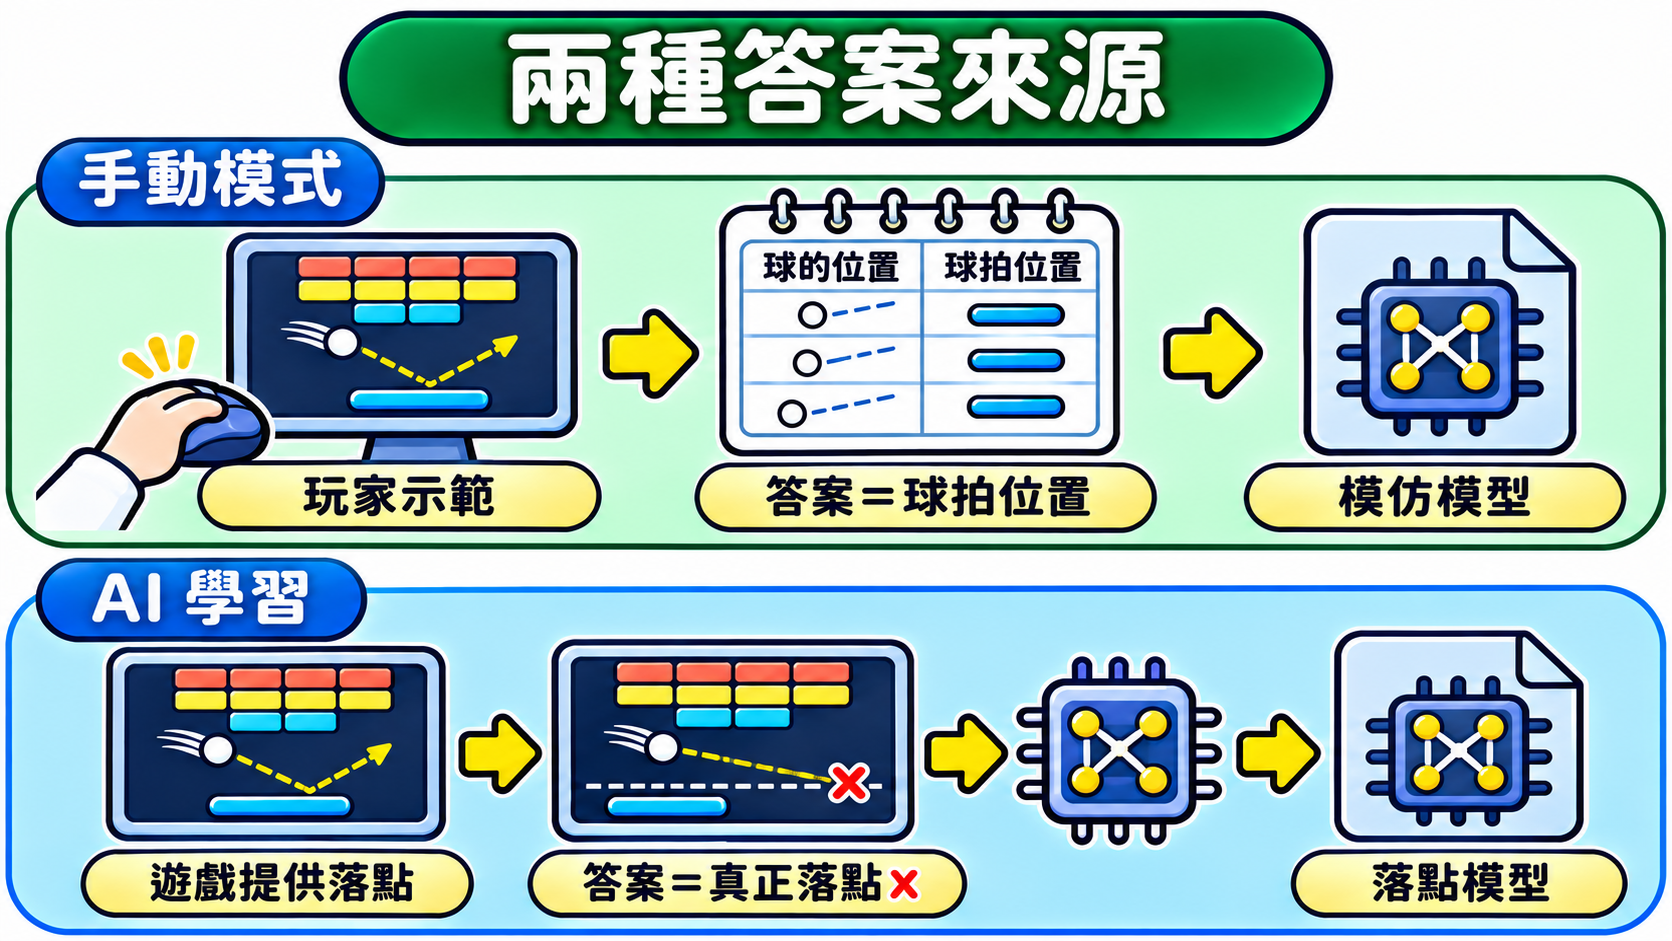 兩種答案來源
手動模式
球的位置
球拍位置
玩家示範
答案＝球拍位置
模仿模型
AI 學習
遊戲提供落點
答案＝真正落點
落點模型